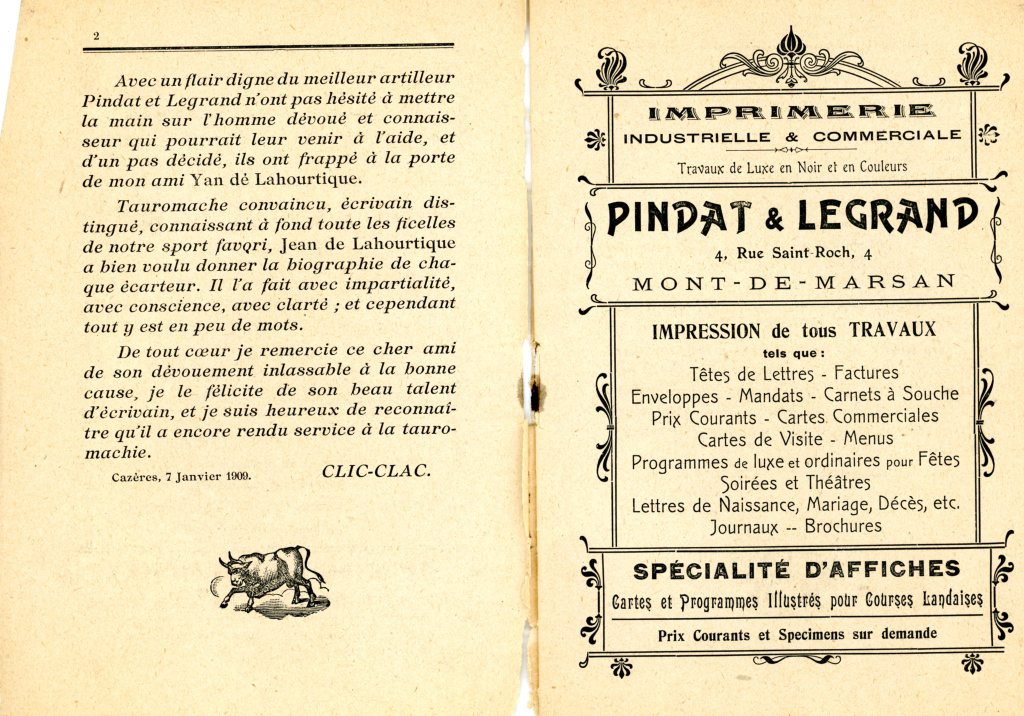 2
Avec un flair digne du meilleur artilleur
Pindat et Legrand n'ont pas hésité à mettre
la main sur l'homme dévoué et connais-
seur qui pourrait leur venir à l'aide, et
d'un pas décidé, ils ont frappé à la porte
de mon ami Yan dé Lahourtique.
Tauromache convaincu, écrivain dis-
tingué, connaissant à fond toute les ficelles
de notre sport favori, Jean de Lahourtique
a bien voulu donner la biographie de cha-
que écarteur. Il l'a fait avec impartialité,
avec conscience, avec clarté ; et cependant
tout y est en peu de mots.
De tout cœur je remercie ce cher ami
de son dévouement inlassable à la bonne
cause, je le félicite de son beau talent
d'écrivain, et je suis heureux de reconnaî-
tre qu'il a encore rendu service à la tauro-
machie.
Cazères, 7 Janvier 1909. CLIC-CLAC.
IMPRIMERIE
INDUSTRIELLE & COMMERCIALE
Travaux de Luxe en Noir et en Couleurs
PINDAT & LEGRAND
4, Rue Saint-Roch, 4
MONT-DE-MARSAN
IMPRESSION de tous TRAVAUX
tels que :
Têtes de Lettres - Factures
Enveloppes - Mandats - Carnets à Souche
Prix Courants - Cartes Commerciales
Cartes de Visite - Menus
Programmes de luxe et ordinaires pour Fêtes
Soirées et Théâtres
Lettres de Naissance, Mariage, Décès, etc.
Journaux -- Brochures
SPÉCIALITÉ D'AFFICHES
Cartes et Programmes Illustrés pour Courses Landaises
Prix Courants et Specimens sur demande